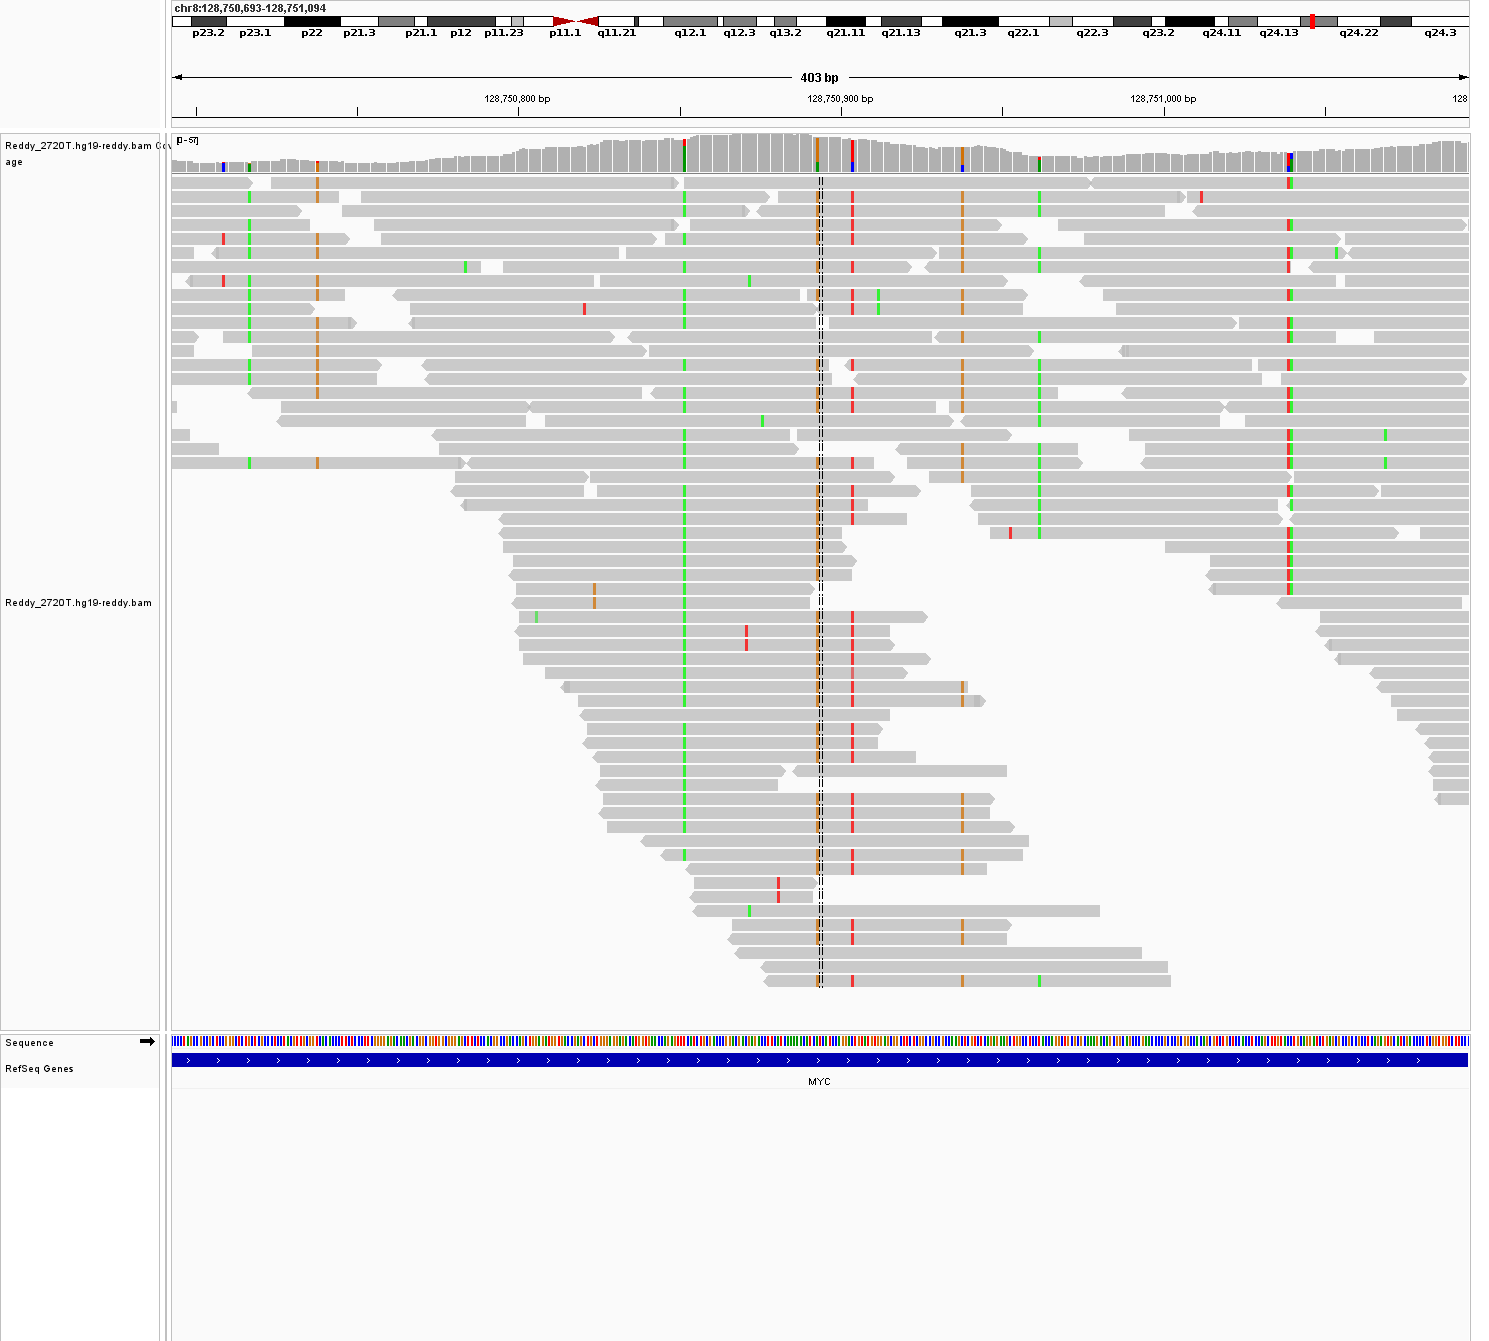 chr8:128,750,693-128,751,094
p23.2 p23.1 p22 p21.3 p21.1 p12 p11.23 p11.1 q11.21 q12.1 q12.3 q13.2 q21.11 q21.13 q21.3 q22.1 q22.3 q23.2 q24.11 q24.13 q24.22 q24.3
403 bp
128,750,800 bp 128,750,900 bp 128,751,000 bp 128
Reddy_2720T.hg19-reddy.bam Cov
age
[0 - 57]
Reddy_2720T.hg19-reddy.bam
Sequence
RefSeq Genes
MYC